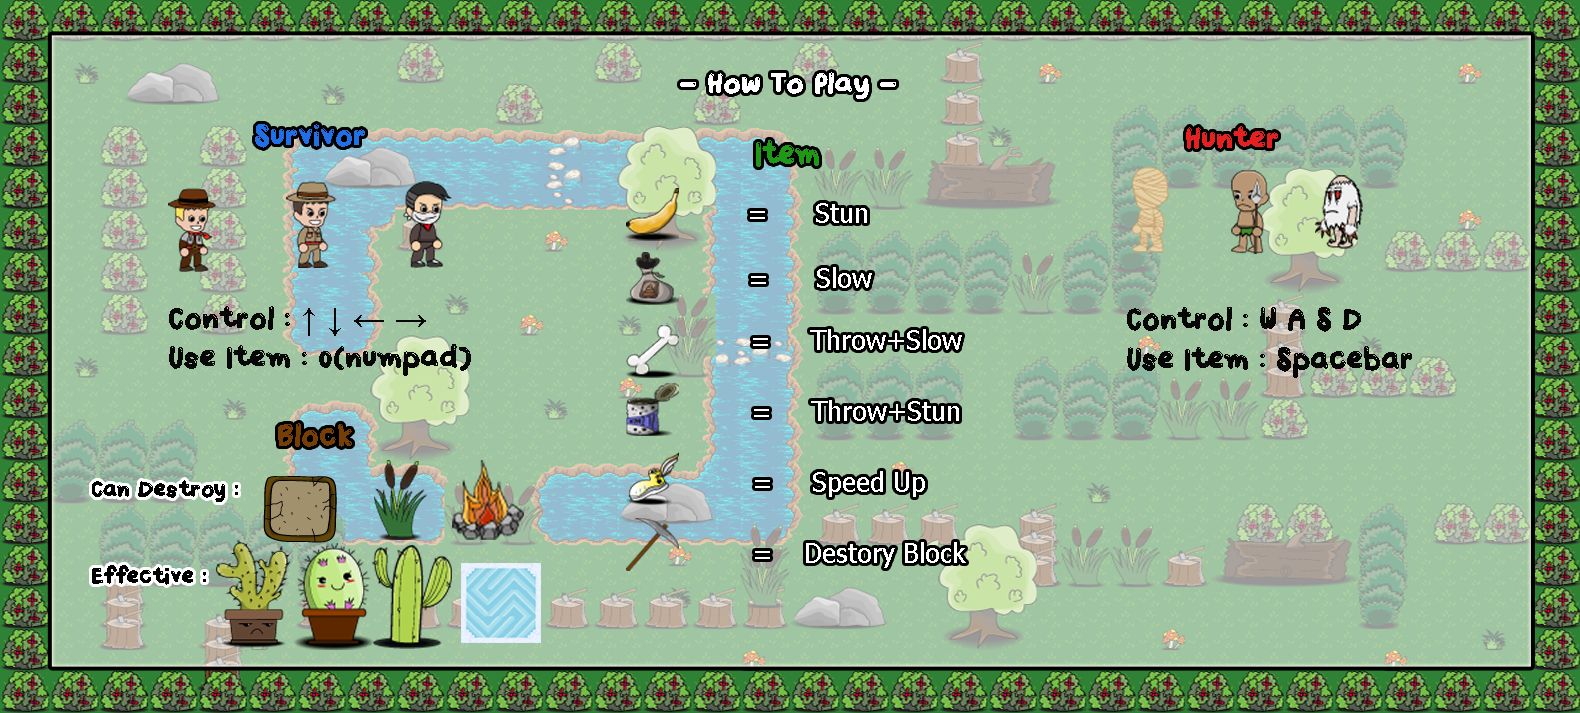 - How To Play -
Survivor
Control : ↑ ↓ ← →
Use Item : 0(numpad)
Item
= Stun
= Slow
= Throw+Slow
= Throw+Stun
= Speed Up
= Destory Block
Hunter
Control : W A S D
Use Item : Spacebar
Block
Can Destroy :
Effective :